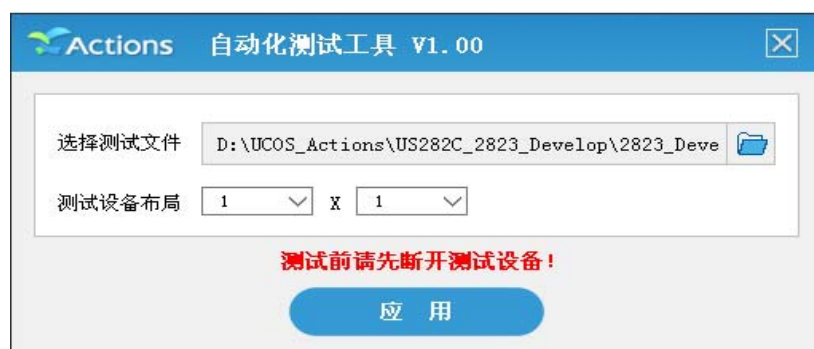 Actions 自动化测试工具 V1.00
选择测试文件 D:\UCOS_Actions\US282C_2823_Develop\2823_Deve
测试设备布局 1 X 1
测试前请先断开测试设备!
应 用